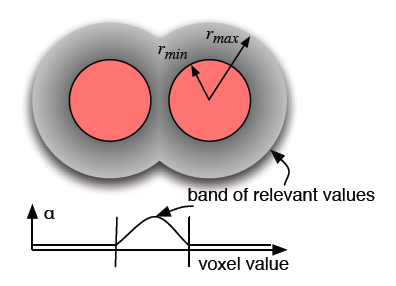 r_min
r_max
band of relevant values
α
voxel value